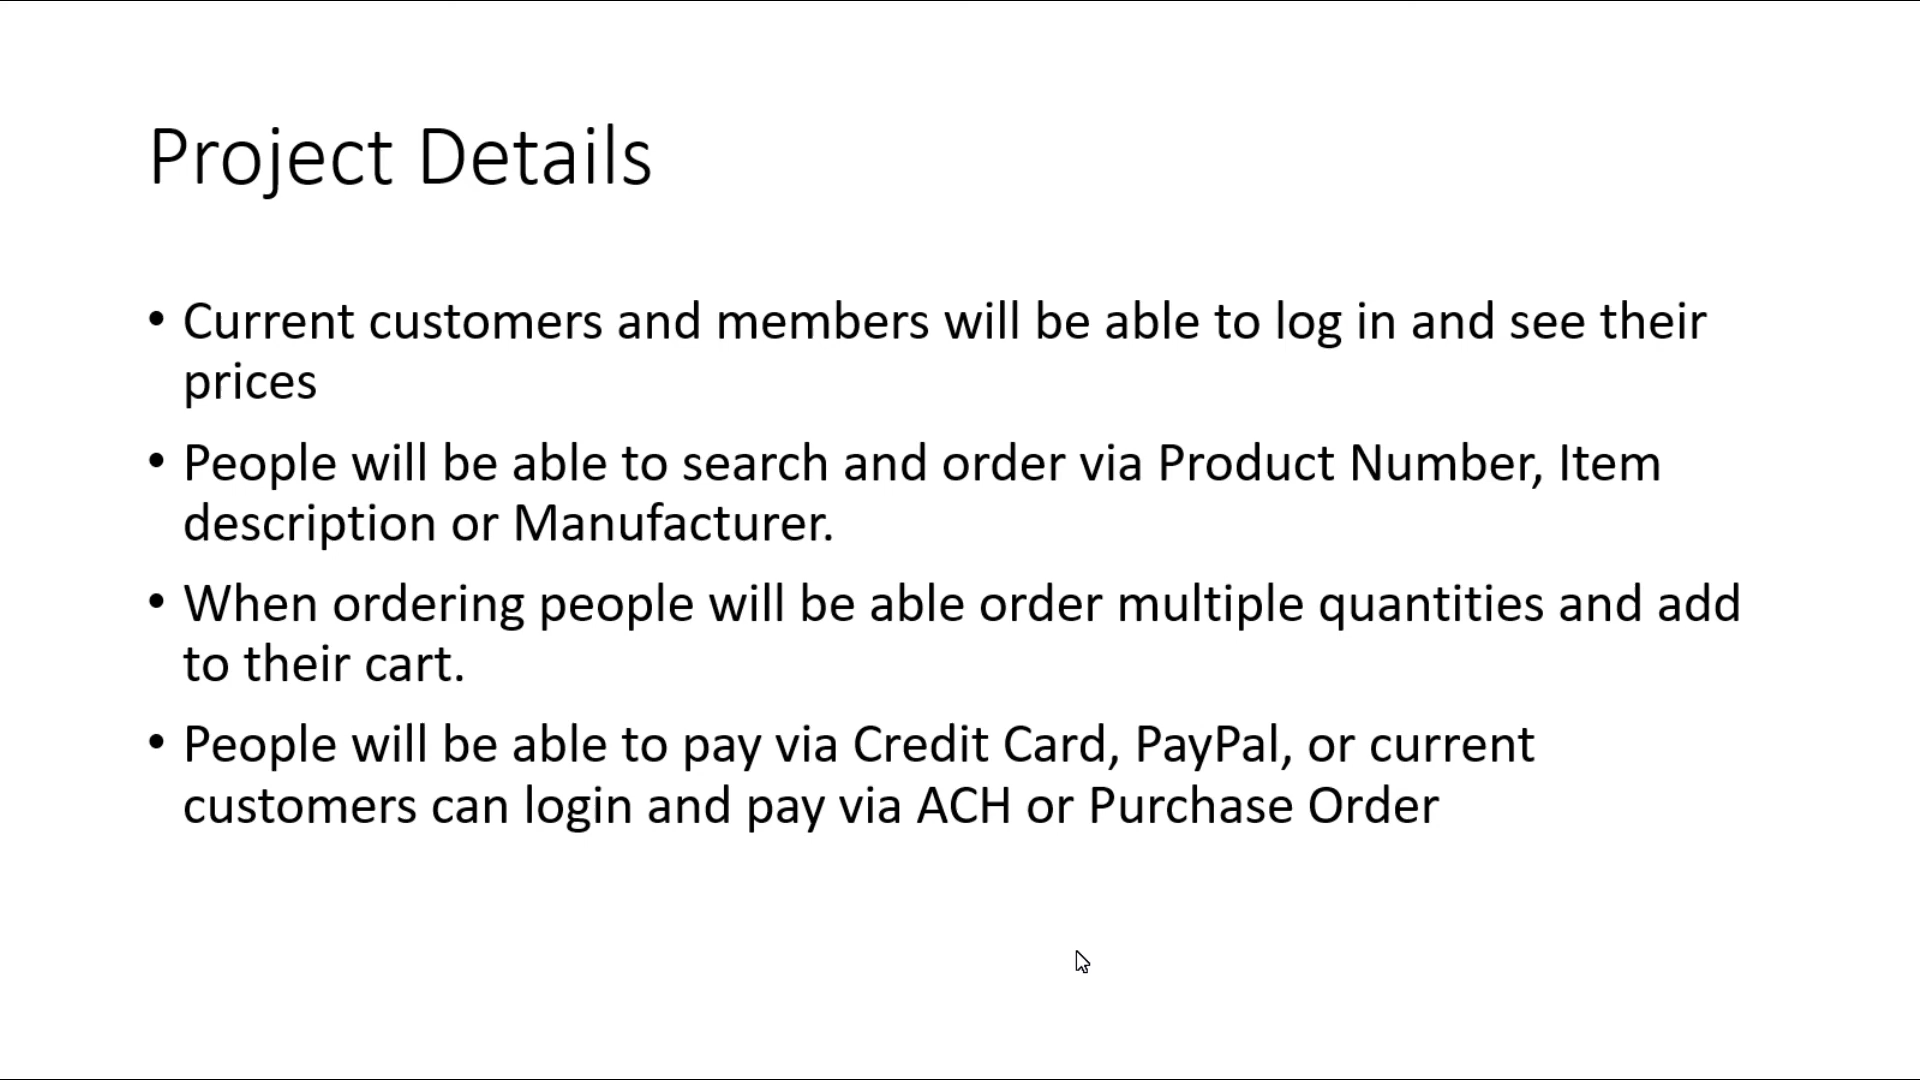 Project Details
• Current customers and members will be able to log in and see their
prices
• People will be able to search and order via Product Number, Item
description or Manufacturer.
• When ordering people will be able order multiple quantities and add
to their cart.
• People will be able to pay via Credit Card, PayPal, or current
customers can login and pay via ACH or Purchase Order